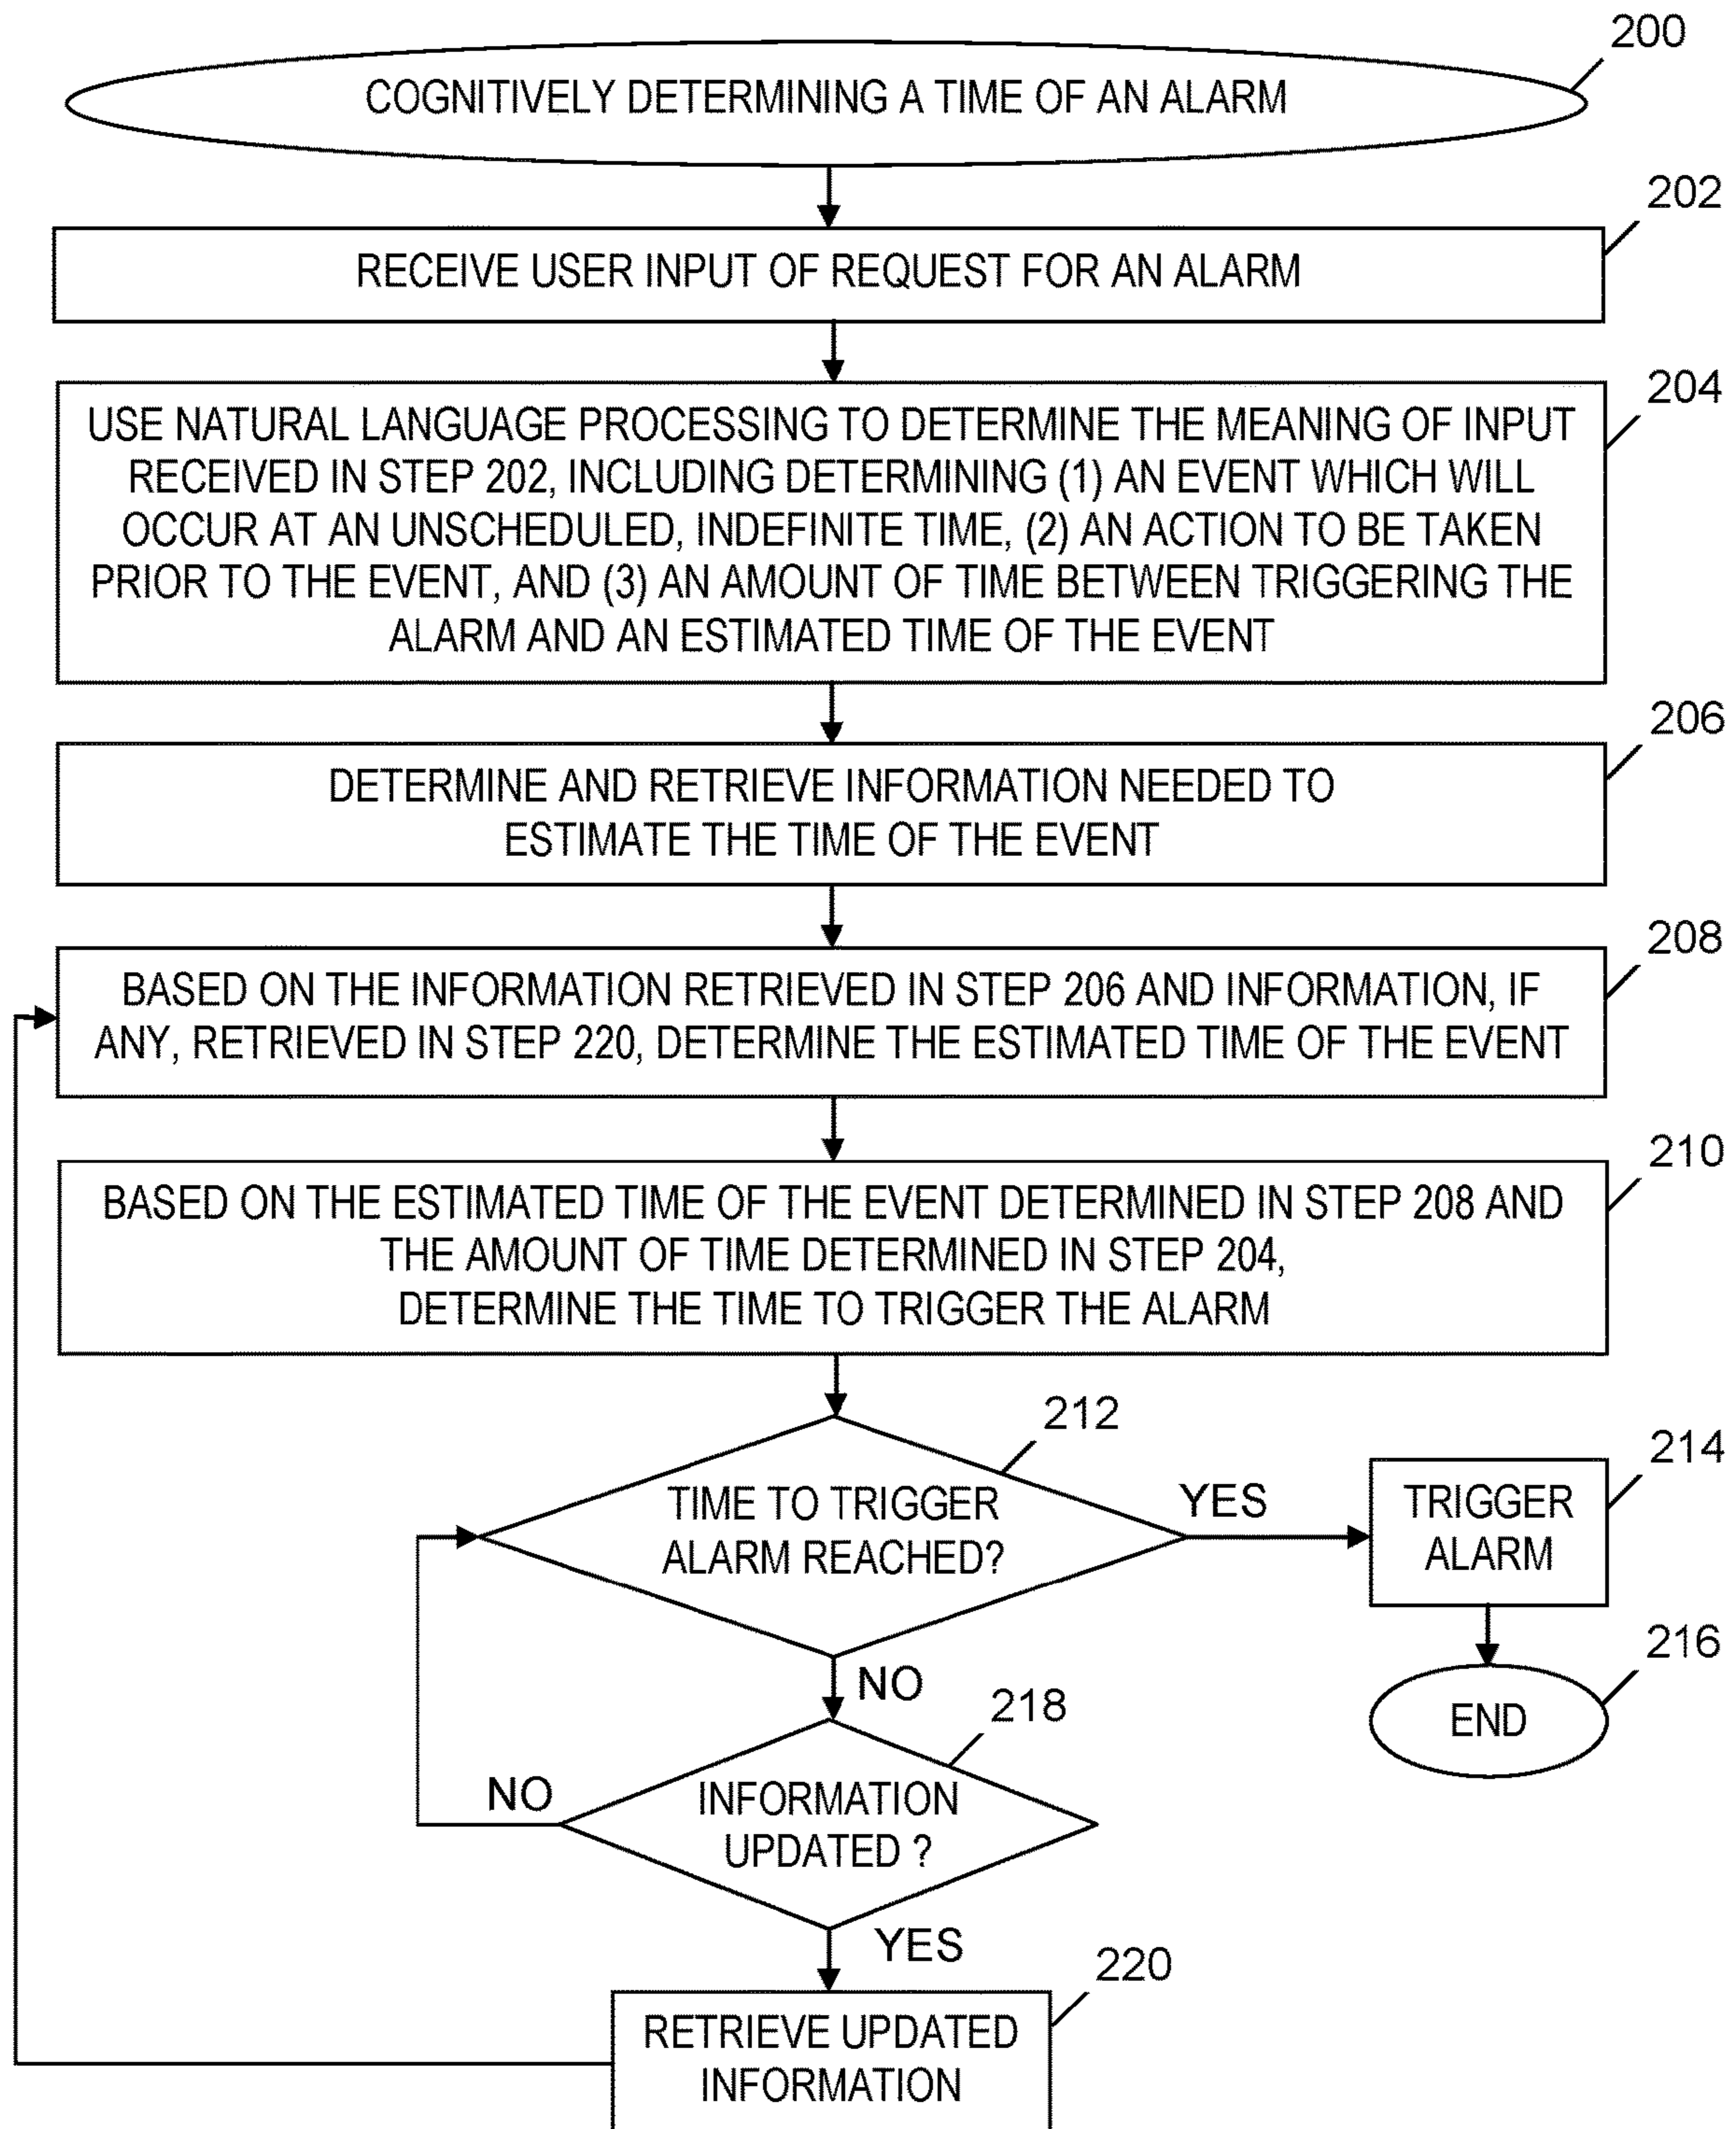 200
COGNITIVELY DETERMINING A TIME OF AN ALARM
202
RECEIVE USER INPUT OF REQUEST FOR AN ALARM
204
USE NATURAL LANGUAGE PROCESSING TO DETERMINE THE MEANING OF INPUT
RECEIVED IN STEP 202, INCLUDING DETERMINING (1) AN EVENT WHICH WILL
OCCUR AT AN UNSCHEDULED, INDEFINITE TIME, (2) AN ACTION TO BE TAKEN
PRIOR TO THE EVENT, AND (3) AN AMOUNT OF TIME BETWEEN TRIGGERING THE
ALARM AND AN ESTIMATED TIME OF THE EVENT
206
DETERMINE AND RETRIEVE INFORMATION NEEDED TO
ESTIMATE THE TIME OF THE EVENT
208
BASED ON THE INFORMATION RETRIEVED IN STEP 206 AND INFORMATION, IF
ANY, RETRIEVED IN STEP 220, DETERMINE THE ESTIMATED TIME OF THE EVENT
210
BASED ON THE ESTIMATED TIME OF THE EVENT DETERMINED IN STEP 208 AND
THE AMOUNT OF TIME DETERMINED IN STEP 204,
DETERMINE THE TIME TO TRIGGER THE ALARM
212
TIME TO TRIGGER
ALARM REACHED?
YES
214
TRIGGER
ALARM
216
END
NO
218
INFORMATION
UPDATED ?
NO
YES
220
RETRIEVE UPDATED
INFORMATION